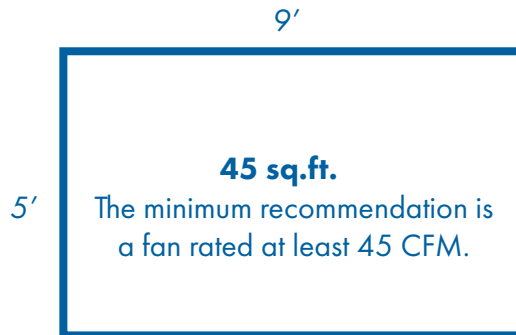 9’
45 sq.ft.
5’
The minimum recommendation is
a fan rated at least 45 CFM.